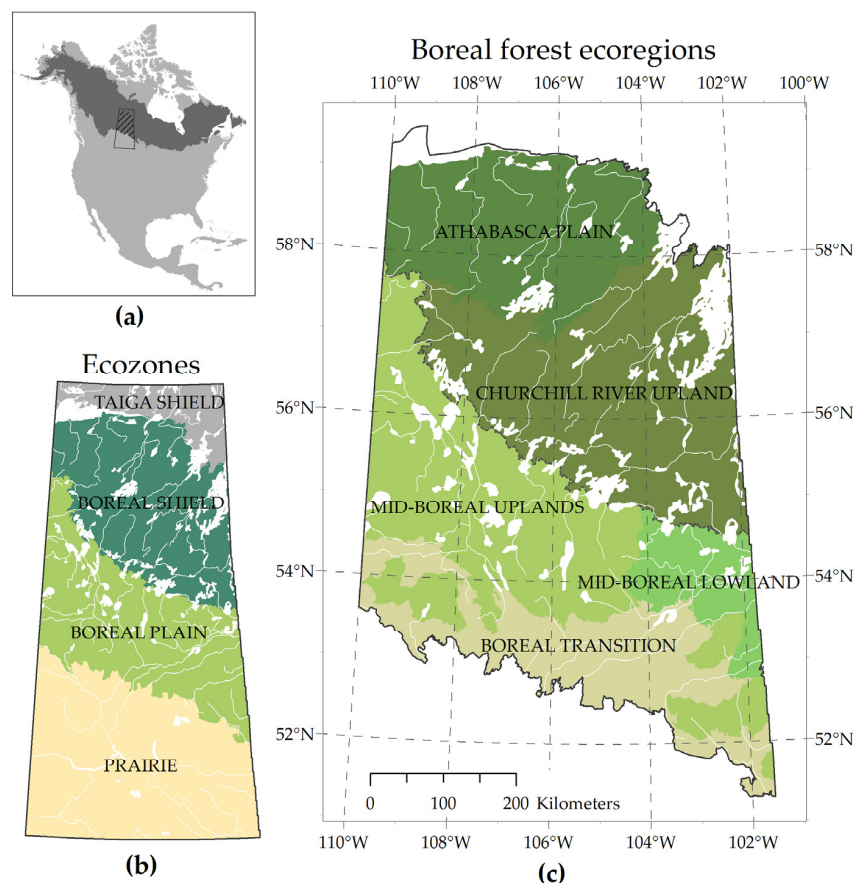 (a)
Ecozones
TAIGA SHIELD
BOREAL SHIELD
BOREAL PLAIN
PRAIRIE
(b)
Boreal forest ecoregions
110°W 108°W 106°W 104°W 102°W 100°W
ATHABASCA PLAIN
58°N 58°N
CHURCHILL RIVER UPLAND
56°N 56°N
MID-BOREAL UPLANDS
54°N MID-BOREAL LOWLAND 54°N
BOREAL TRANSITION
52°N 52°N
0 100 200 Kilometers
110°W 108°W 106°W 104°W 102°W
(c)